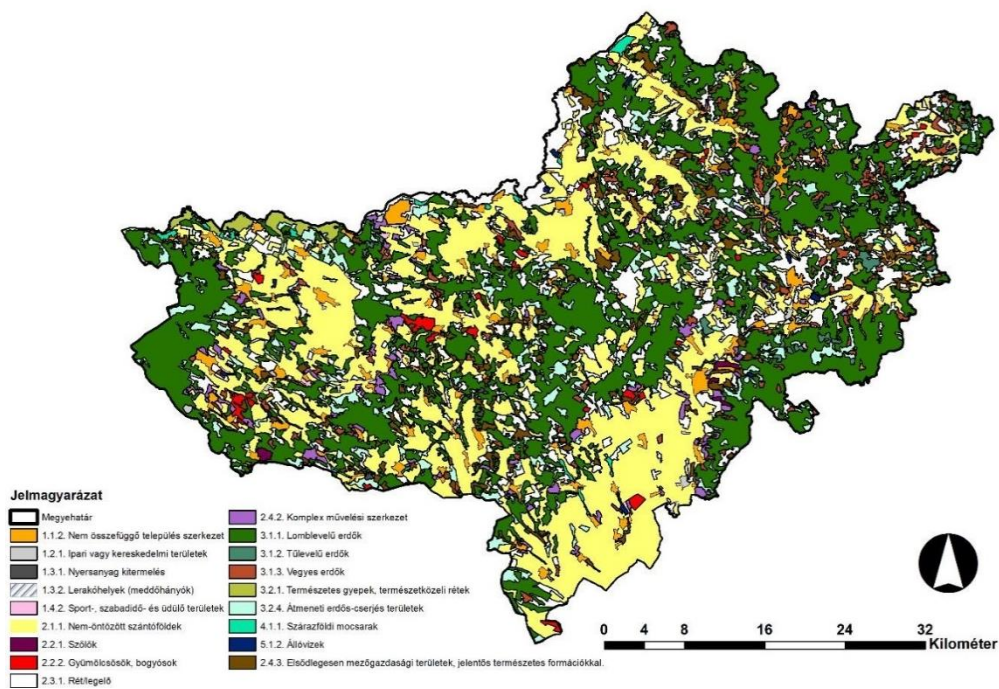 Jelmagyarázat
Megyehatár
1.1.2. Nem összefüggő település szerkezet
1.2.1. Ipari vagy kereskedelmi területek
1.3.1. Nyersanyag kitermelés
1.3.2. Lerakóhelyek (meddőhányók)
1.4.2. Sport-, szabadidő- és üdülő területek
2.1.1. Nem-öntözött szántóföldek
2.2.1. Szőlők
2.2.2. Gyümölcsösök, bogyósok
2.3.1. Rét/legelő
2.4.2. Komplex művelési szerkezet
3.1.1. Lomblevelű erdők
3.1.2. Tűlevelű erdők
3.1.3. Vegyes erdők
3.2.1. Természetes gyepek, természetközeli rétek
3.2.4. Átmeneti erdős-cserjés területek
4.1.1. Szárazföldi mocsarak
5.1.2. Állóvizek
2.4.3. Elsődlegesen mezőgazdasági területek, jelentős természetes formációkkal.
0 4 8 16 24 32
Kilométer